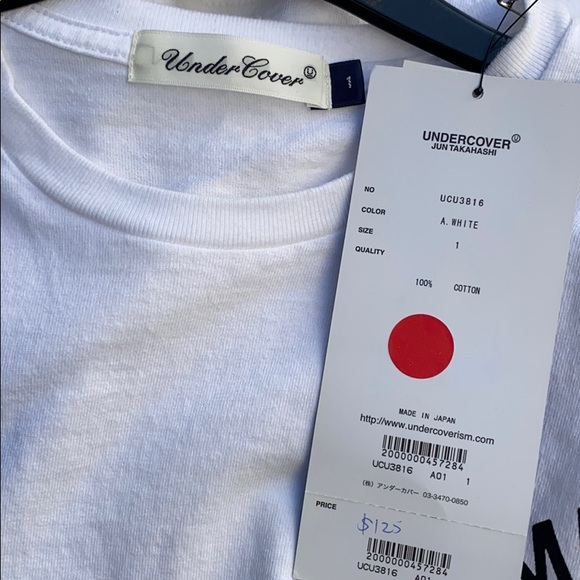 UnderCover U
1
UNDERCOVER U
JUN TAKAHASHI
NO UCU3816
COLOR A. WHITE
SIZE 1
QUALITY
100% COTTON
MADE IN JAPAN
http://www.undercoverism.com
2000000457284
UCU3816 A01 1
(株) アンダーカバー 03-3470-0850
PRICE
$125
2000000457284
UCU3816 A01
M